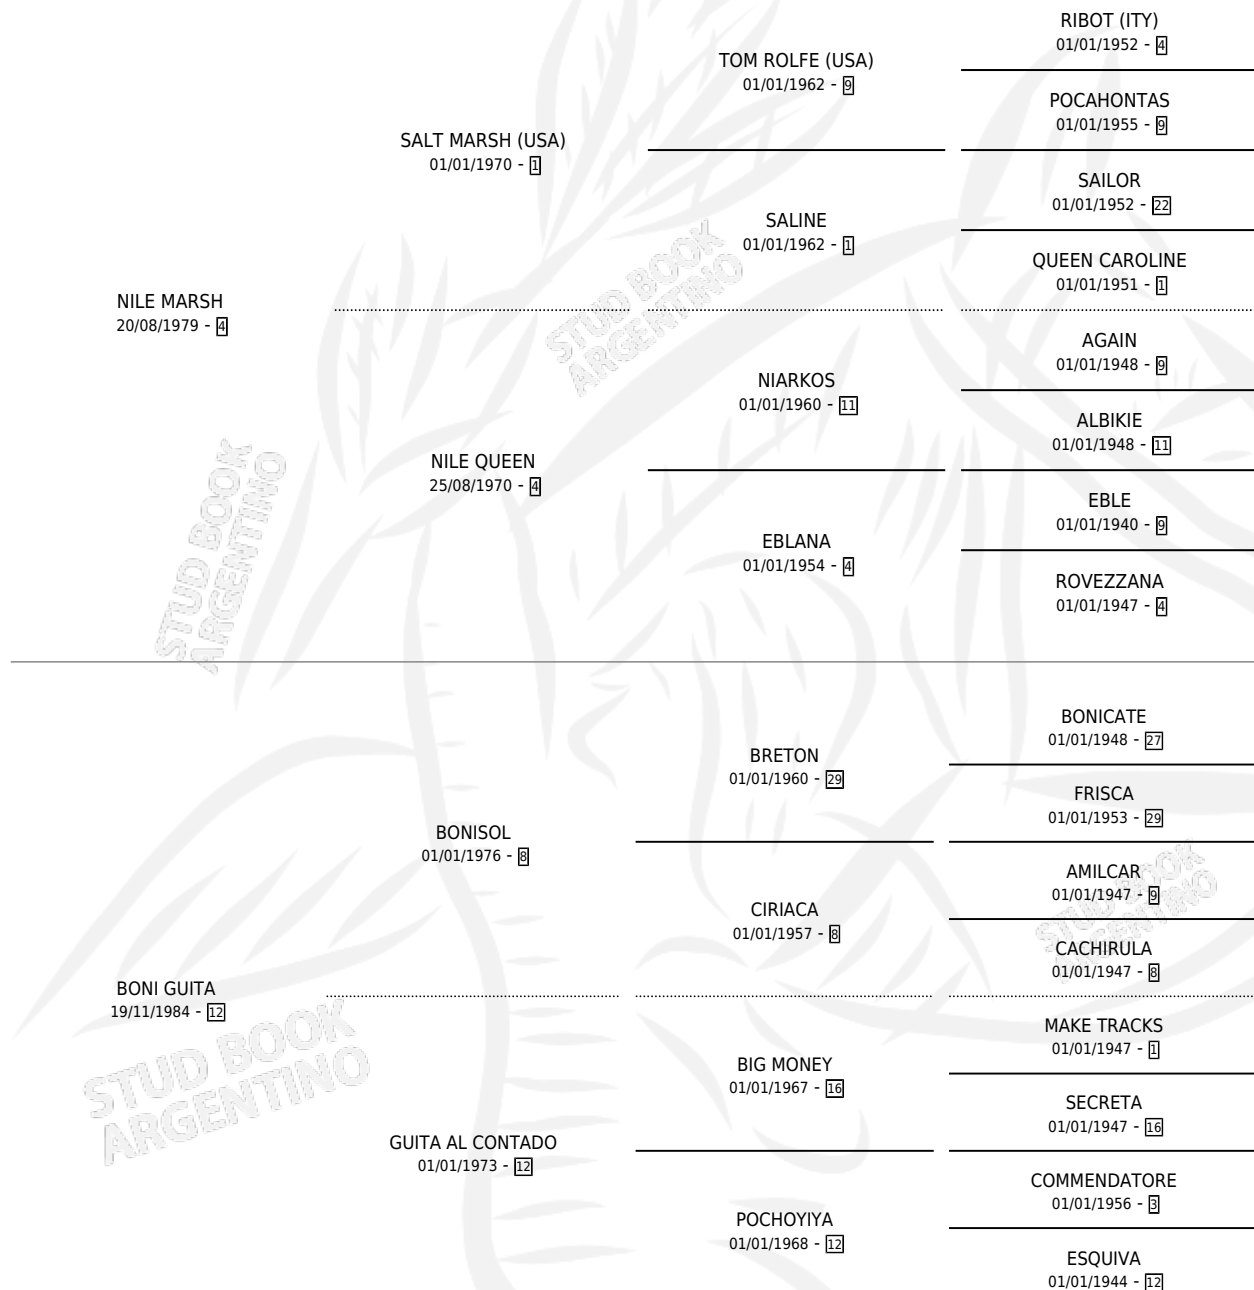 RIBOT (ITY)
01/01/1952 - 4
TOM ROLFE (USA)
01/01/1962 - 9
POCAHONTAS
01/01/1955 - 9
SALT MARSH (USA)
01/01/1970 - 1
SAILOR
01/01/1952 - 22
SALINE
01/01/1962 - 1
QUEEN CAROLINE
01/01/1951 - 1
STUD BOOK
ARGENTINO
NILE MARSH
20/08/1979 - 4
AGAIN
01/01/1948 - 9
NIARKOS
01/01/1960 - 11
ALBIKIE
01/01/1948 - 11
NILE QUEEN
25/08/1970 - 4
EBLE
01/01/1940 - 9
EBLANA
01/01/1954 - 4
ROVEZZANA
01/01/1947 - 4
STUD BOOK
ARGENTINO
BONICATE
01/01/1948 - 27
BRETON
01/01/1960 - 29
FRISCA
01/01/1953 - 29
BONISOL
01/01/1976 - 8
AMILCAR
01/01/1947 - 9
CIRIACA
01/01/1957 - 8
CACHIRULA
01/01/1947 - 8
STUD BOOK
ARGENTINO
BONI GUITA
19/11/1984 - 12
MAKE TRACKS
01/01/1947 - 1
BIG MONEY
01/01/1967 - 16
SECRETA
01/01/1947 - 16
STUD BOOK
ARGENTINO
GUITA AL CONTADO
01/01/1973 - 12
COMMENDATORE
01/01/1956 - 3
POCHOYIYA
01/01/1968 - 12
ESQUIVA
01/01/1944 - 12